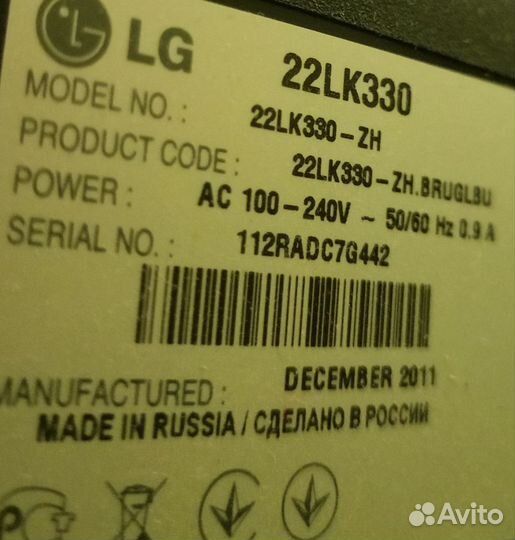 LG 22LK330
MODEL NO. : 22LK330-ZH
PRODUCT CODE : 22LK330-ZH.BRUGLBU
POWER : AC 100-240V ~ 50/60 Hz 0.9 A
SERIAL NO. : 112RADC7G442
MANUFACTURED : DECEMBER 2011
MADE IN RUSSIA / СДЕЛАНО В РОССИИ
Avito